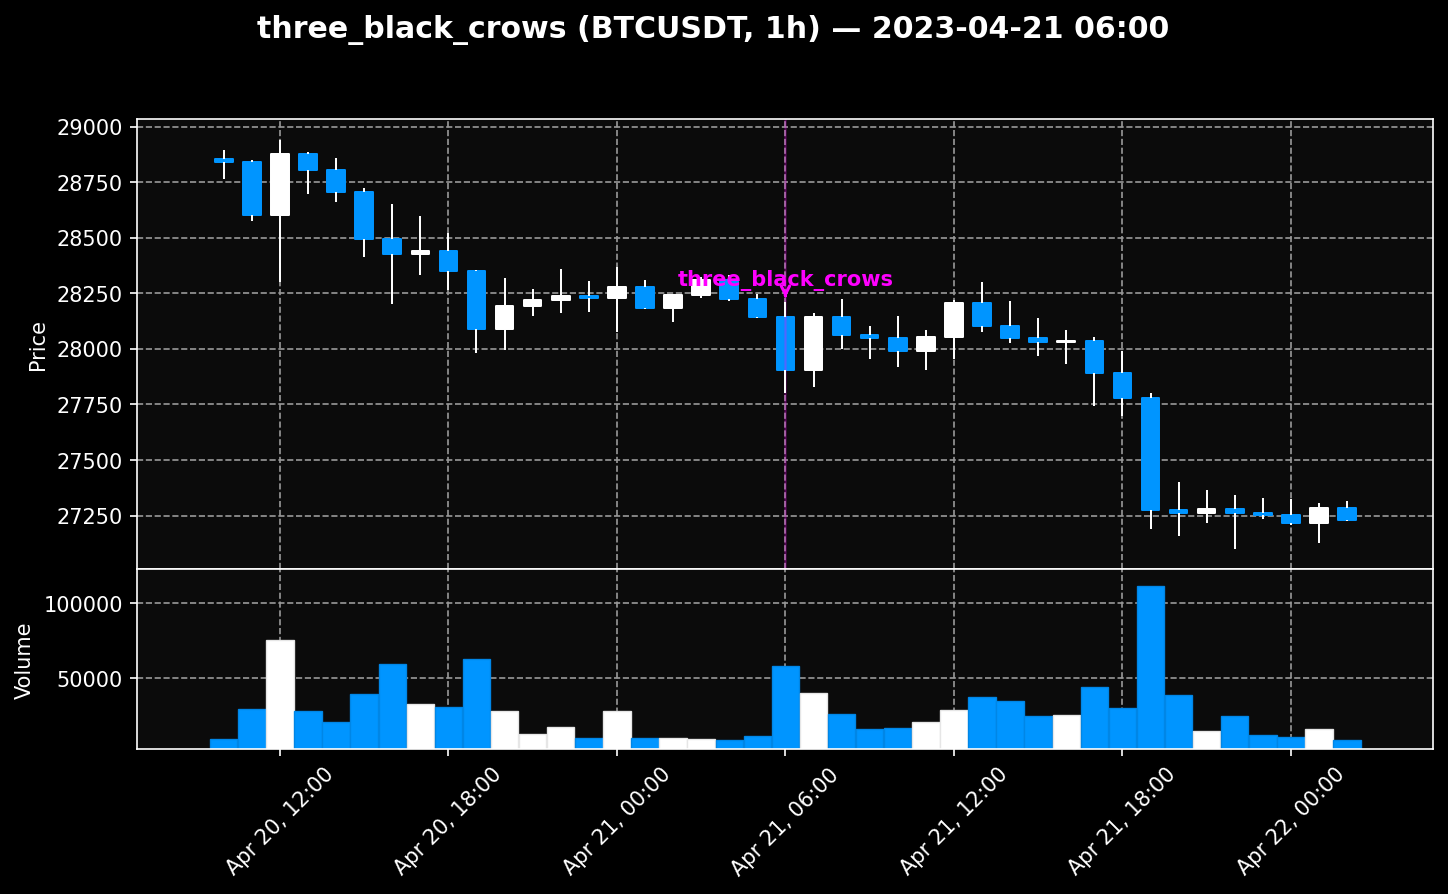 three_black_crows (BTCUSDT, 1h) — 2023-04-21 06:00
29000
28750
28500
28250
28000
27750
27500
27250
Price
three_black_crows
100000
50000
Volume
Apr 20, 12:00
Apr 20, 18:00
Apr 21, 00:00
Apr 21, 06:00
Apr 21, 12:00
Apr 21, 18:00
Apr 22, 00:00